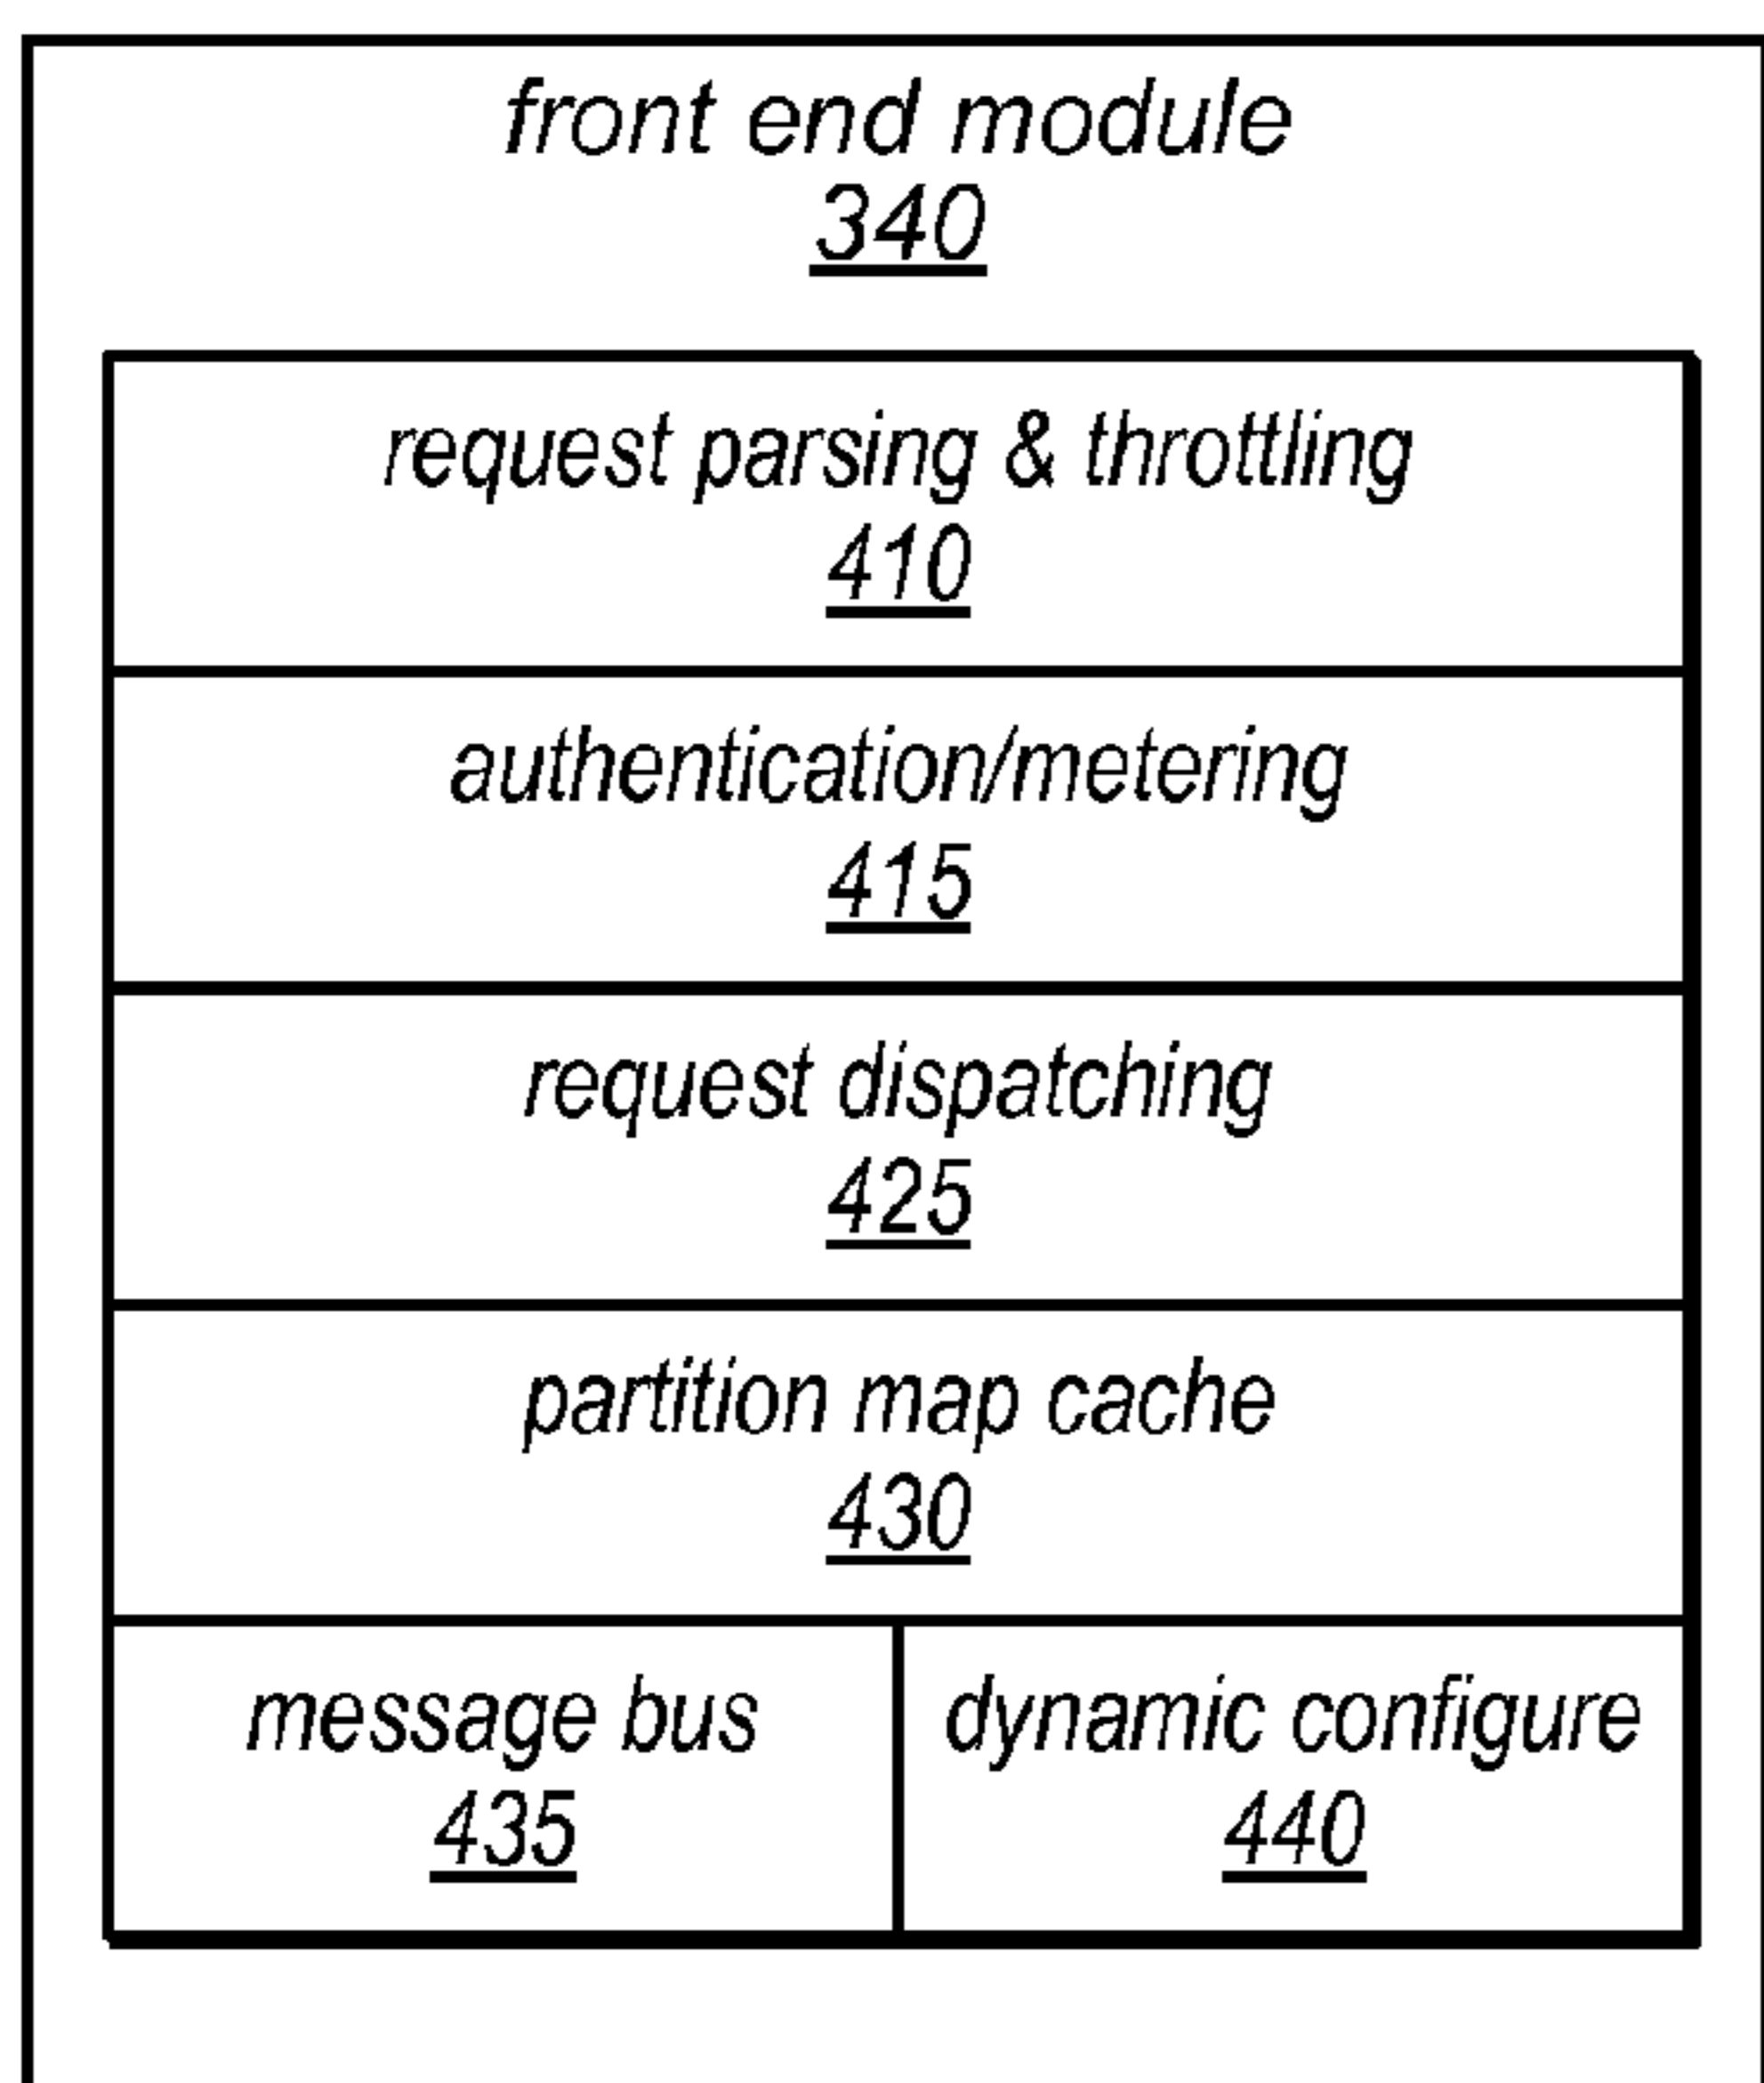 front end module
340
request parsing & throttling
410
authentication/metering
415
request dispatching
425
partition map cache
430
message bus
435
dynamic configure
440